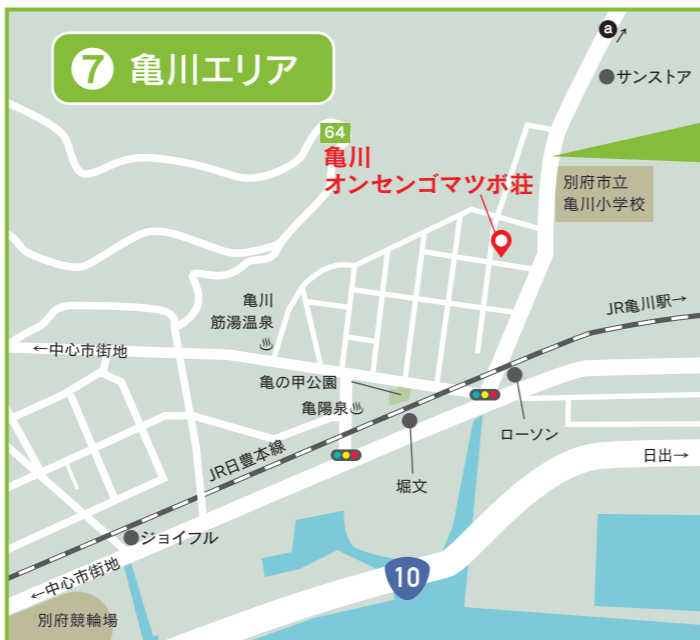 7 亀川エリア
a
サンストア
64
亀川
オンセンゴマツボ荘
別府市立
亀川小学校
亀川
筋湯温泉
JR亀川駅→
←中心市街地
亀の甲公園
亀陽泉
ローソン
JR日豊本線
堀文
日出→
ジョイフル
←中心市街地
10
別府競輪場